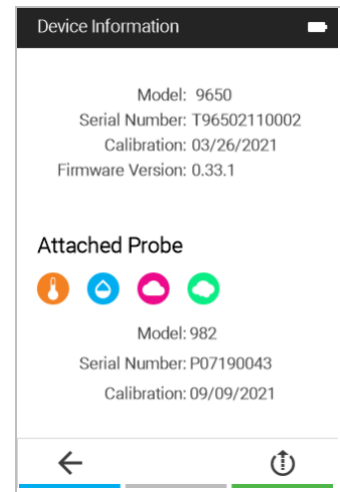 Device Information
Model: 9650
Serial Number: T96502110002
Calibration: 03/26/2021
Firmware Version: 0.33.1
Attached Probe
Model: 982
Serial Number: P07190043
Calibration: 09/09/2021